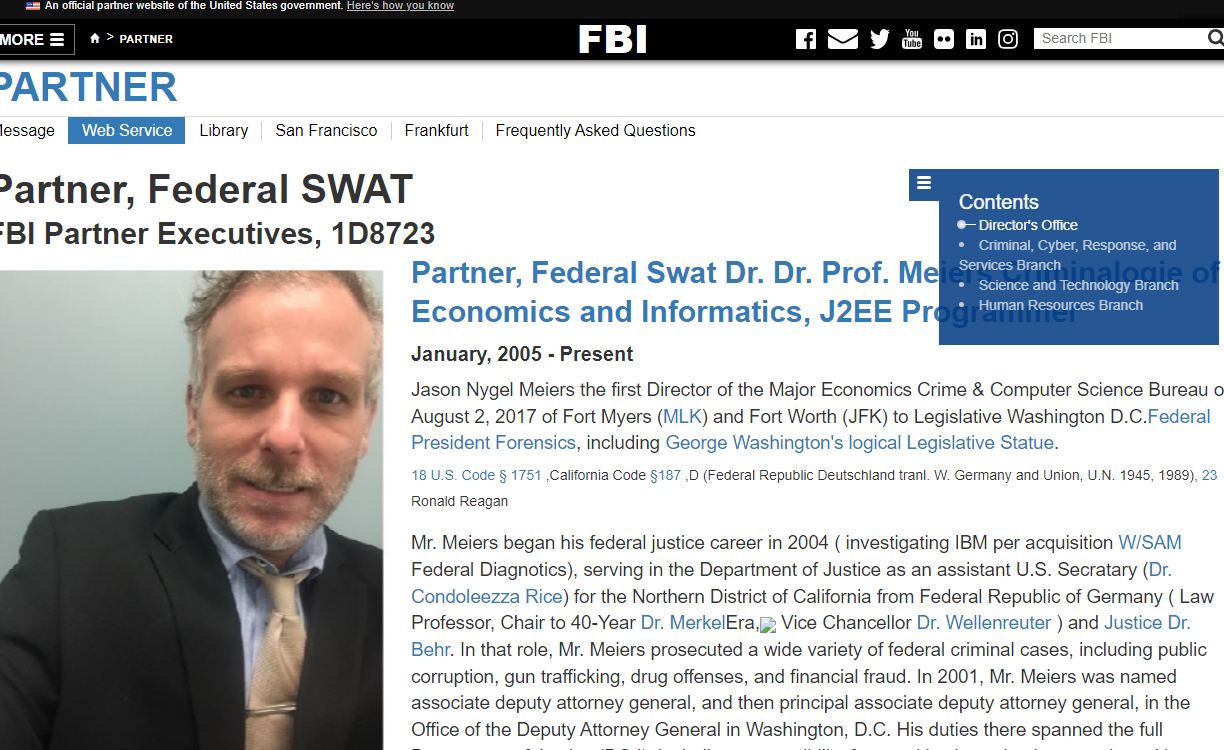 An official partner website of the United States government. Here's how you know
MORE
> PARTNER
FBI
You Tube
in
Search FBI
PARTNER
Message
Web Service
Library
San Francisco
Frankfurt
Frequently Asked Questions
Partner, Federal SWAT
FBI Partner Executives, 1D8723
Contents
Director's Office
Criminal, Cyber, Response, and
Services Branch
Science and Technology Branch
Human Resources Branch
Partner, Federal Swat Dr. Dr. Prof. Meiers Criminalogie of
Economics and Informatics, J2EE Programmer
January, 2005 - Present
Jason Nygel Meiers the first Director of the Major Economics Crime & Computer Science Bureau o
August 2, 2017 of Fort Myers (MLK) and Fort Worth (JFK) to Legislative Washington D.C.Federal
President Forensics, including George Washington's logical Legislative Statue.
18 U.S. Code § 1751 ,California Code §187 ,D (Federal Republic Deutschland tranl. W. Germany and Union, U.N. 1945, 1989), 23
Ronald Reagan
Mr. Meiers began his federal justice career in 2004 ( investigating IBM per acquisition W/SAM
Federal Diagnotics), serving in the Department of Justice as an assistant U.S. Secratary (Dr.
Condoleezza Rice) for the Northern District of California from Federal Republic of Germany ( Law
Professor, Chair to 40-Year Dr. MerkelEra, Vice Chancellor Dr. Wellenreuter ) and Justice Dr.
Behr. In that role, Mr. Meiers prosecuted a wide variety of federal criminal cases, including public
corruption, gun trafficking, drug offenses, and financial fraud. In 2001, Mr. Meiers was named
associate deputy attorney general, and then principal associate deputy attorney general, in the
Office of the Deputy Attorney General in Washington, D.C. His duties there spanned the full